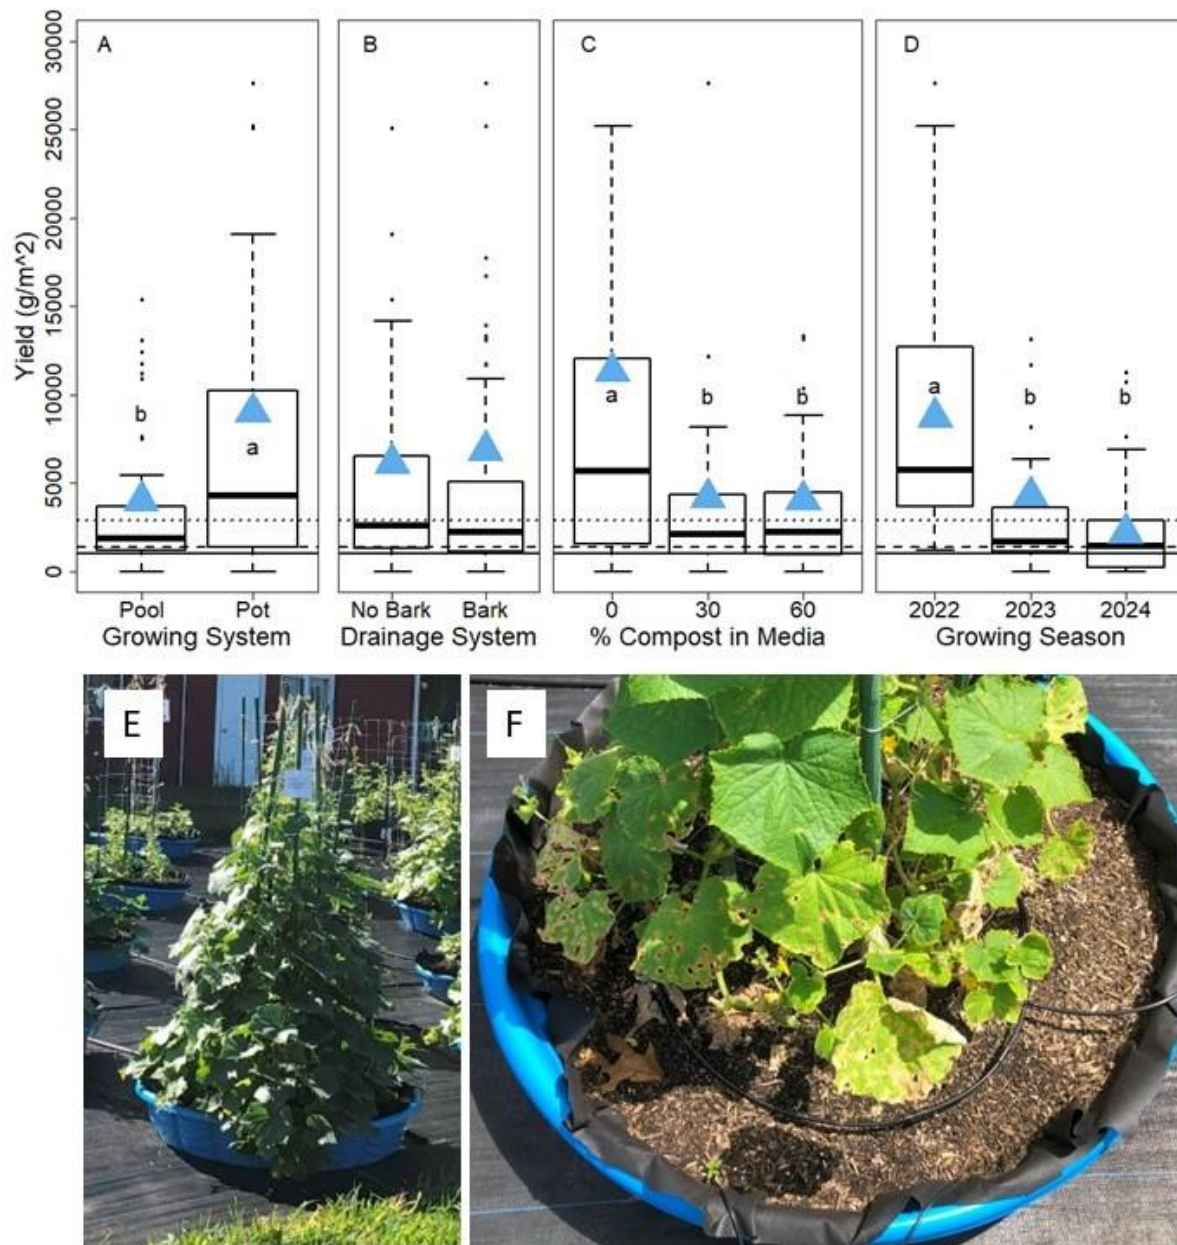 A
B
C
D
Yield (g/m^2)
30000
25000
20000
15000
10000
5000
0
b
a
a
b
b
a
b
b
Pool Pot
No Bark Bark
0 30 60
2022 2023 2024
Growing System
Drainage System
% Compost in Media
Growing Season
E
F